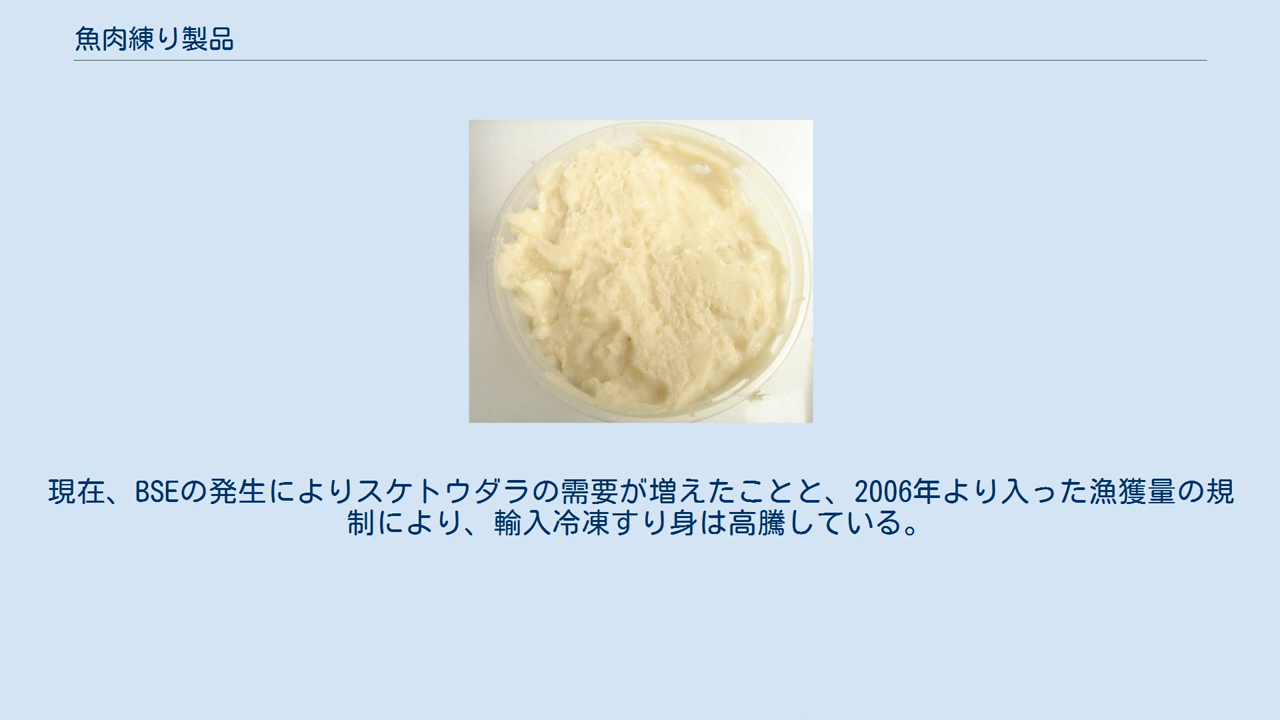 魚肉練り製品
現在、BSEの発生によりスケトウダラの需要が増えたことと、2006年より入った漁獲量の規
制により、輸入冷凍すり身は高騰している。